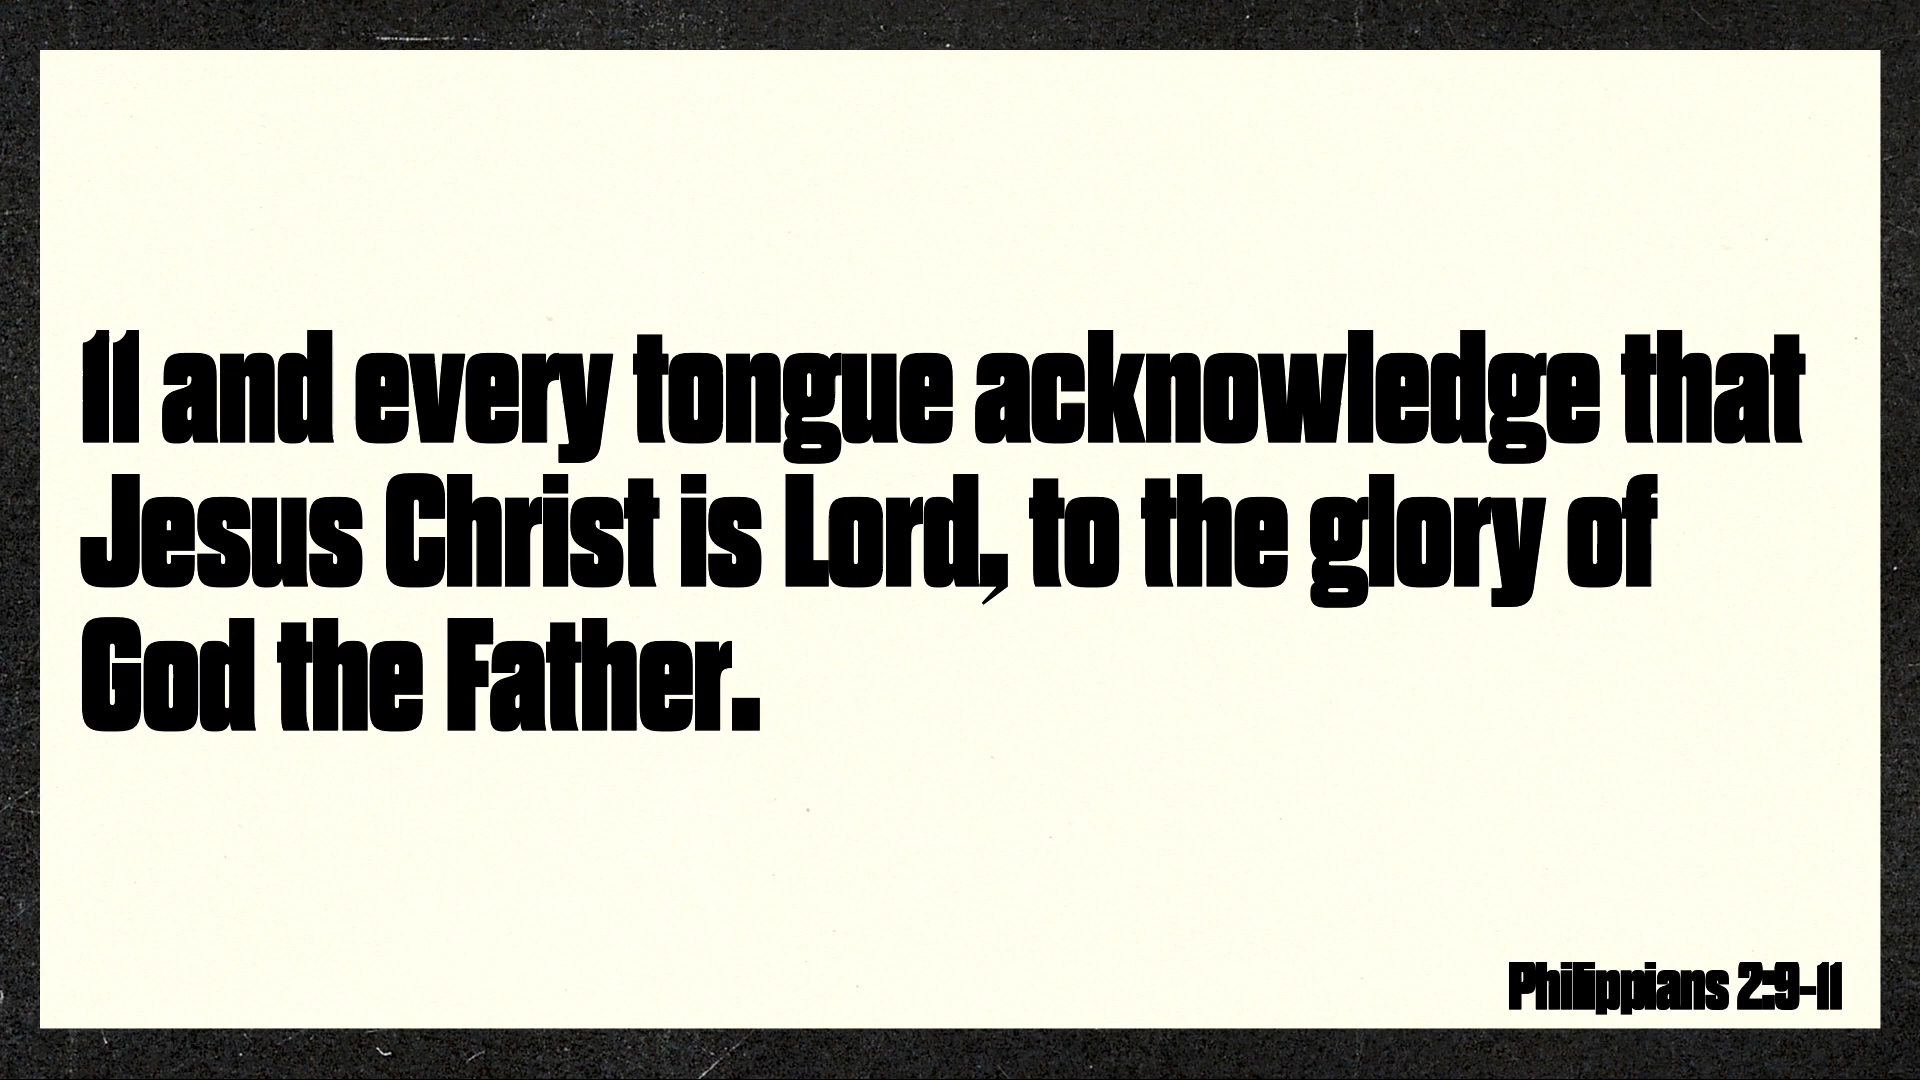 11 and every tongue acknowledge that
Jesus Christ is Lord, to the glory of
God the Father.
Philippians 2:9-11